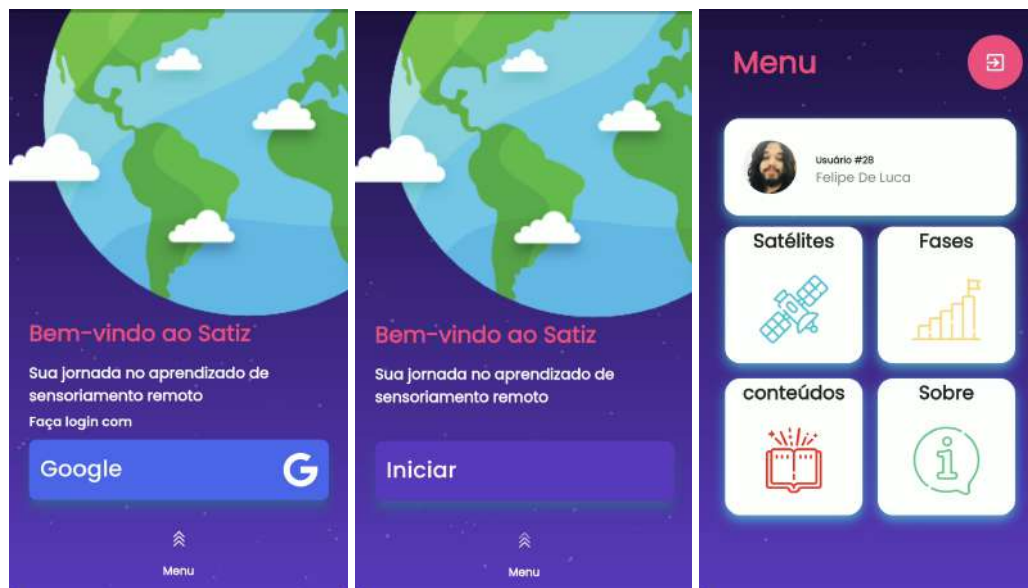 Bem-vindo ao Satiz
Sua jornada no aprendizado de
sensoriamento remoto
Faça login com
Google
G
Menu
Bem-vindo ao Satiz
Sua jornada no aprendizado de
sensoriamento remoto
Iniciar
Menu
Menu
Usuário #28
Felipe De Luca
Satélites
Fases
conteúdos
Sobre